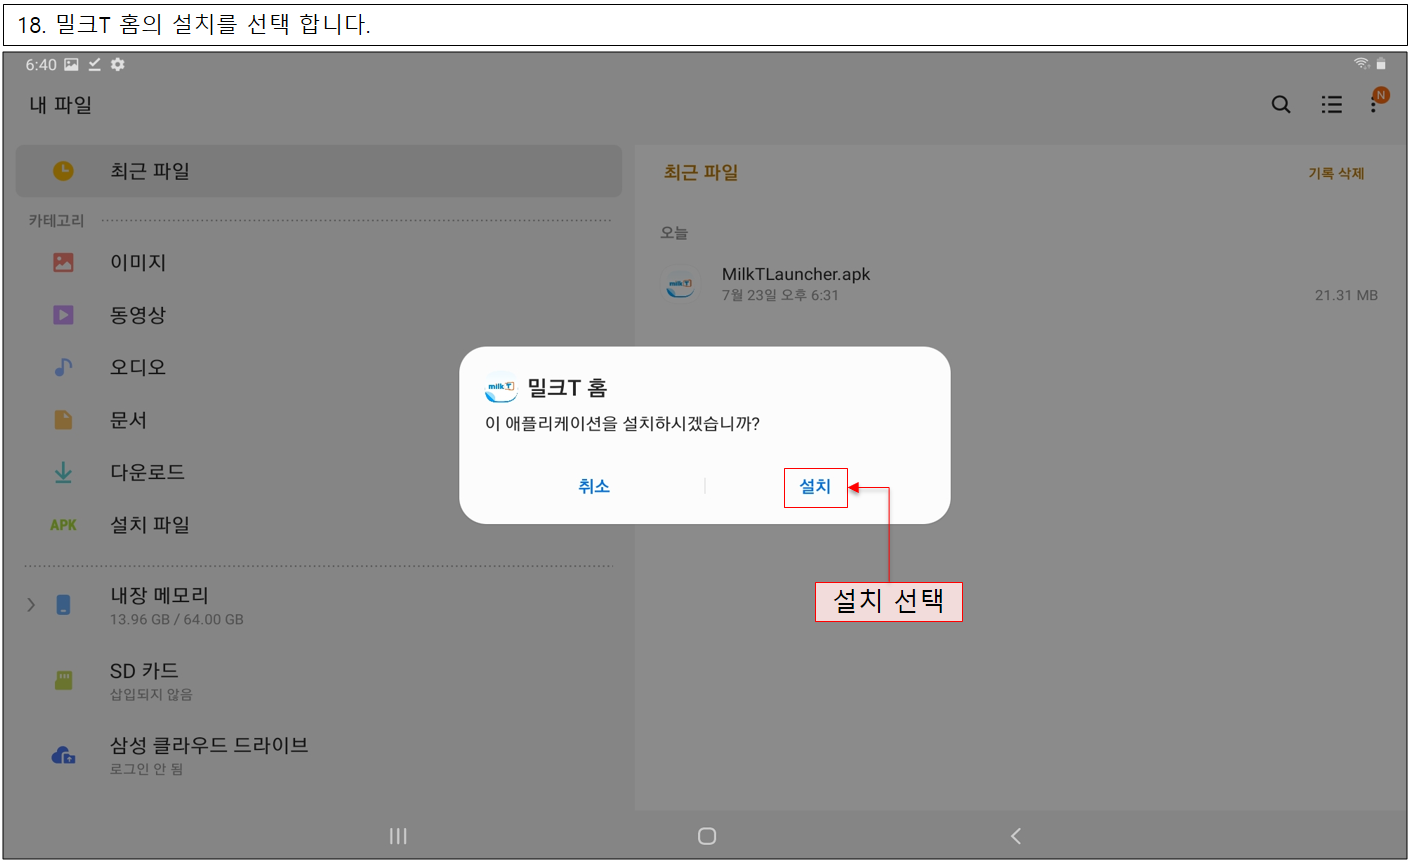 18. 밀크T 홈의 설치를 선택 합니다.
6:40
내 파일
N
최근 파일
카테고리
이미지
동영상
오디오
문서
다운로드
APK 설치 파일
내장 메모리
13.96 GB / 64.00 GB
SD 카드
삽입되지 않음
삼성 클라우드 드라이브
로그인 안 됨
최근 파일
기록 삭제
오늘
milkT
MilkTLauncher.apk
7월 23일 오후 6:31
21.31 MB
milkT
밀크T 홈
이 애플리케이션을 설치하시겠습니까?
취소
설치
설치 선택